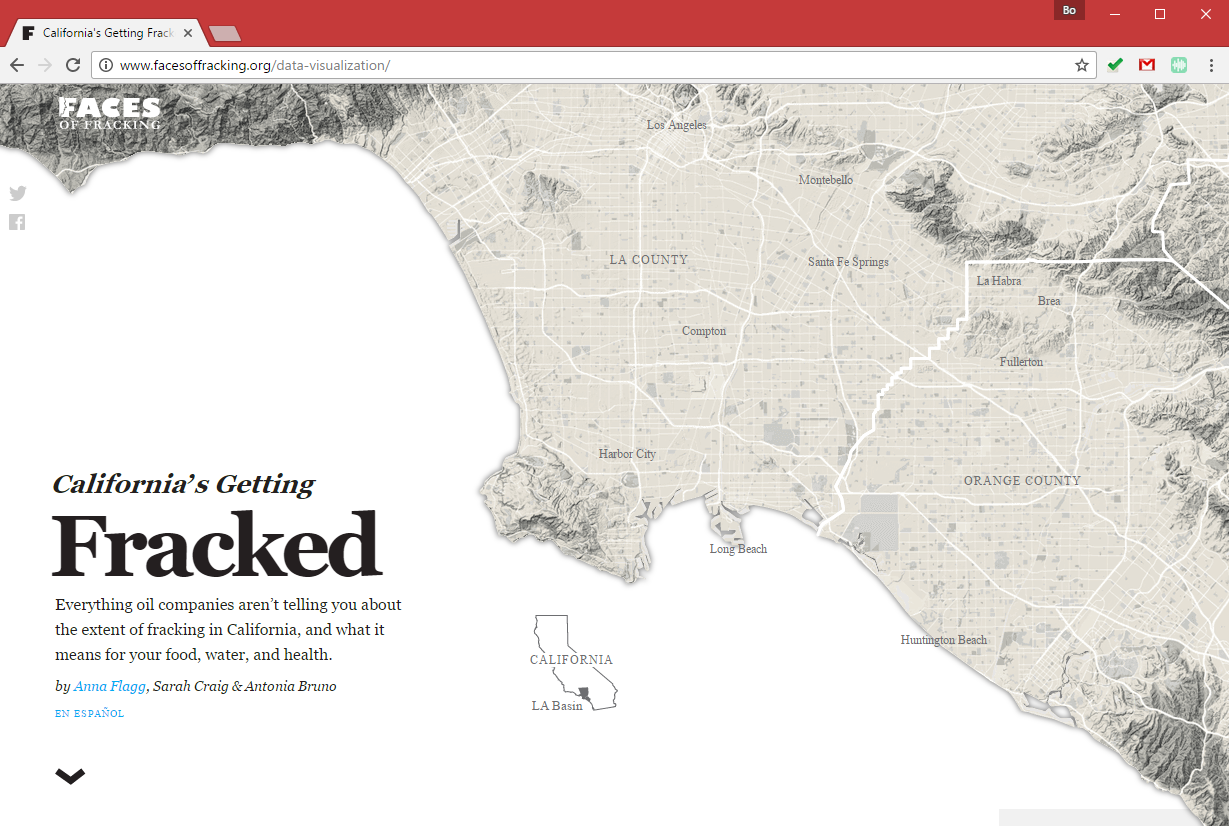 Bo
California's Getting Frack
www.facesoffracking.org/data-visualization/
FACES
OF FRACKING
Los Angeles
Montebello
LA COUNTY
Santa Fe Springs
La Habra
Brea
Compton
Fullerton
Harbor City
ORANGE COUNTY
Long Beach
Huntington Beach
California's Getting
Fracked
Everything oil companies aren't telling you about
the extent of fracking in California, and what it
means for your food, water, and health.
by Anna Flagg, Sarah Craig & Antonia Bruno
EN ESPAÑOL
CALIFORNIA
LA Basin